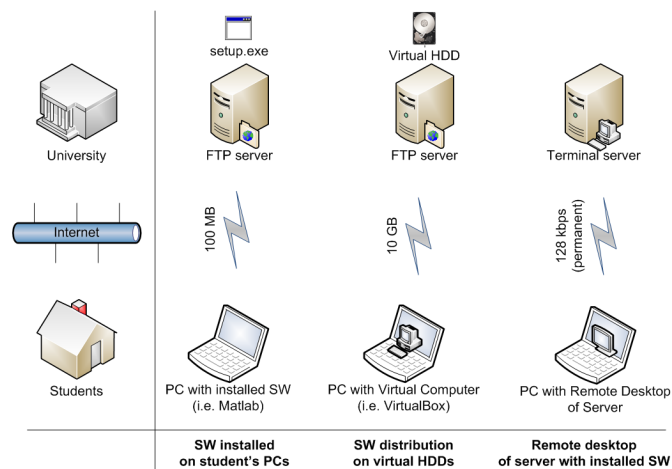 setup.exe
Virtual HDD
University
FTP server
FTP server
Terminal server
Internet
100 MB
10 GB
128 kbps
(permanent)
Students
PC with installed SW
(i.e. Matlab)
PC with Virtual Computer
(i.e. VirtualBox)
PC with Remote Desktop
of Server
SW installed
on student's PCs
SW distribution
on virtual HDDs
Remote desktop
of server with installed SW